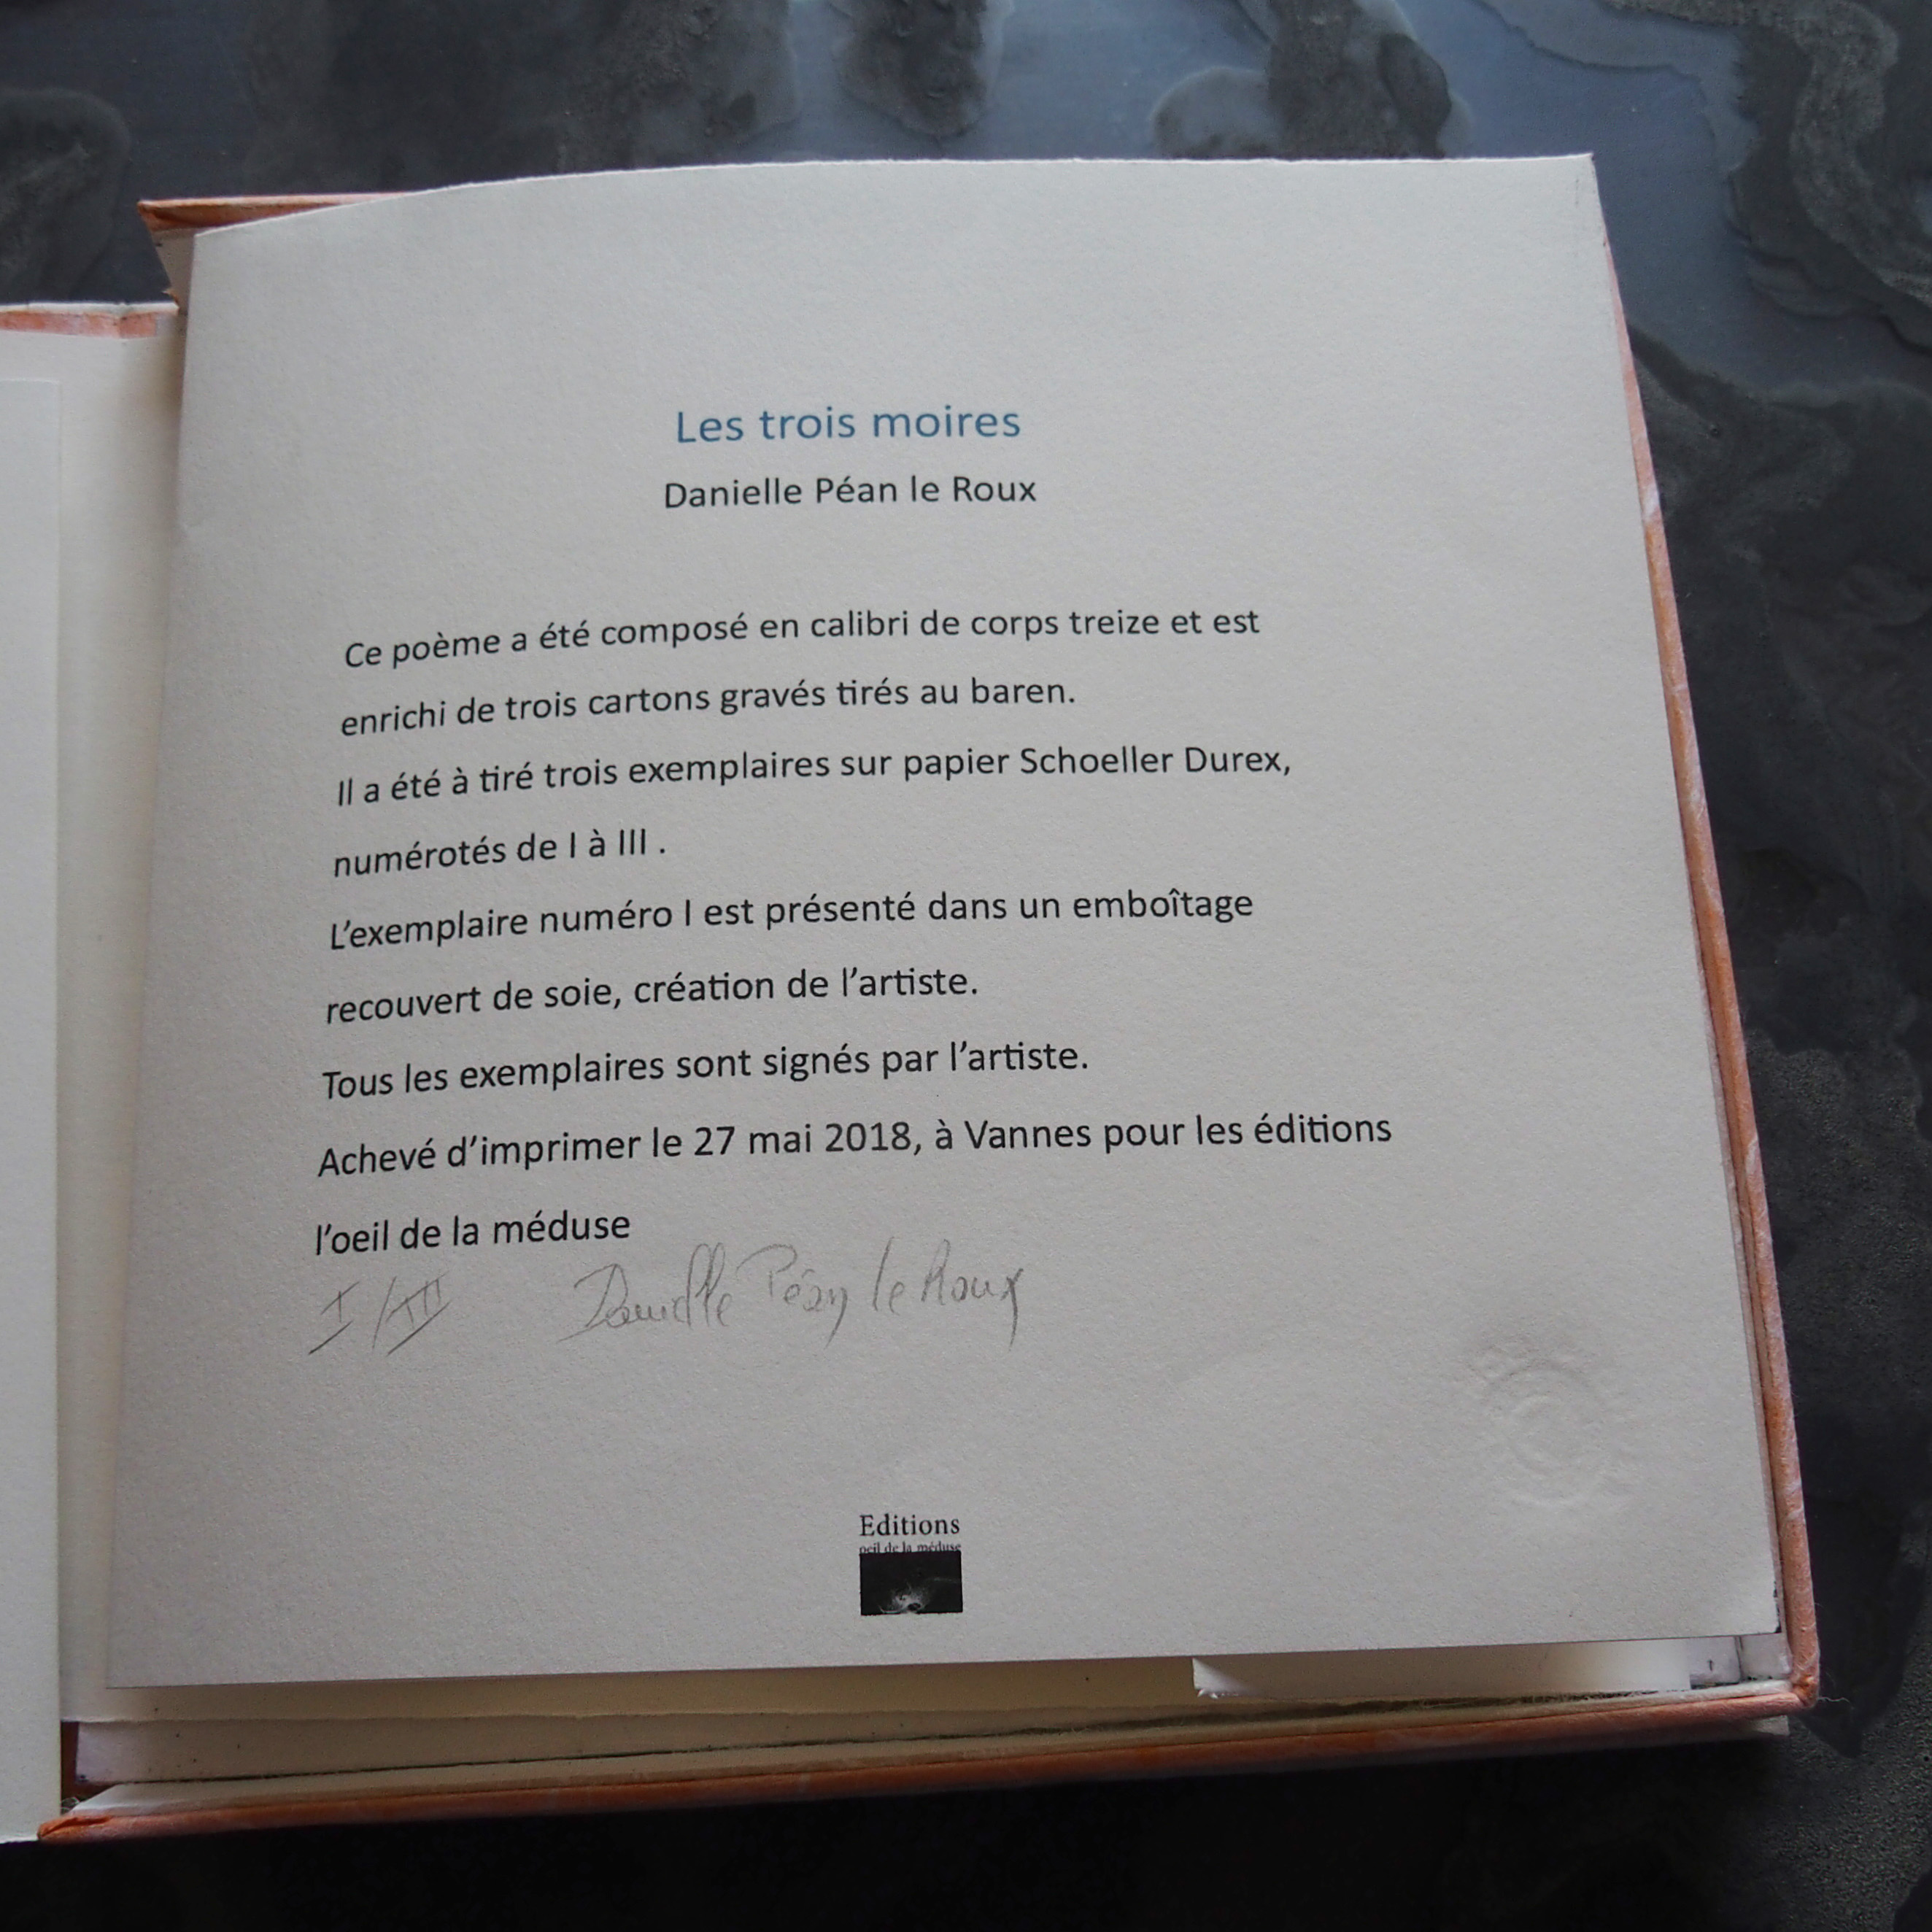 Les trois moires
Danielle Péan le Roux
Ce poème a été composé en calibri de corps treize et est
enrichi de trois cartons gravés tirés au baren.
Il a été à tiré trois exemplaires sur papier Schoeller Durex,
numérotés de I à III .
L’exemplaire numéro I est présenté dans un emboîtage
recouvert de soie, création de l’artiste.
Tous les exemplaires sont signés par l’artiste.
Achevé d’imprimer le 27 mai 2018, à Vannes pour les éditions
l’oeil de la méduse
I/III Danielle Péan le Roux
Editions
oeil de la méduse